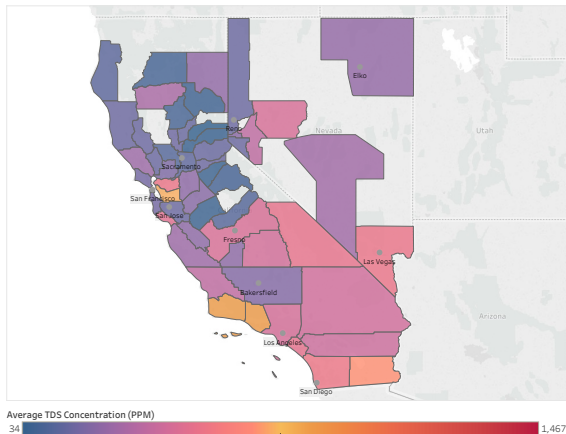 Elko
Reno
Nevada
Utah
Sacramento
San Francisco
San Jose
Fresno
Las Vegas
Bakersfield
Arizona
Los Angeles
San Diego
Average TDS Concentration (PPM)
34 1,467